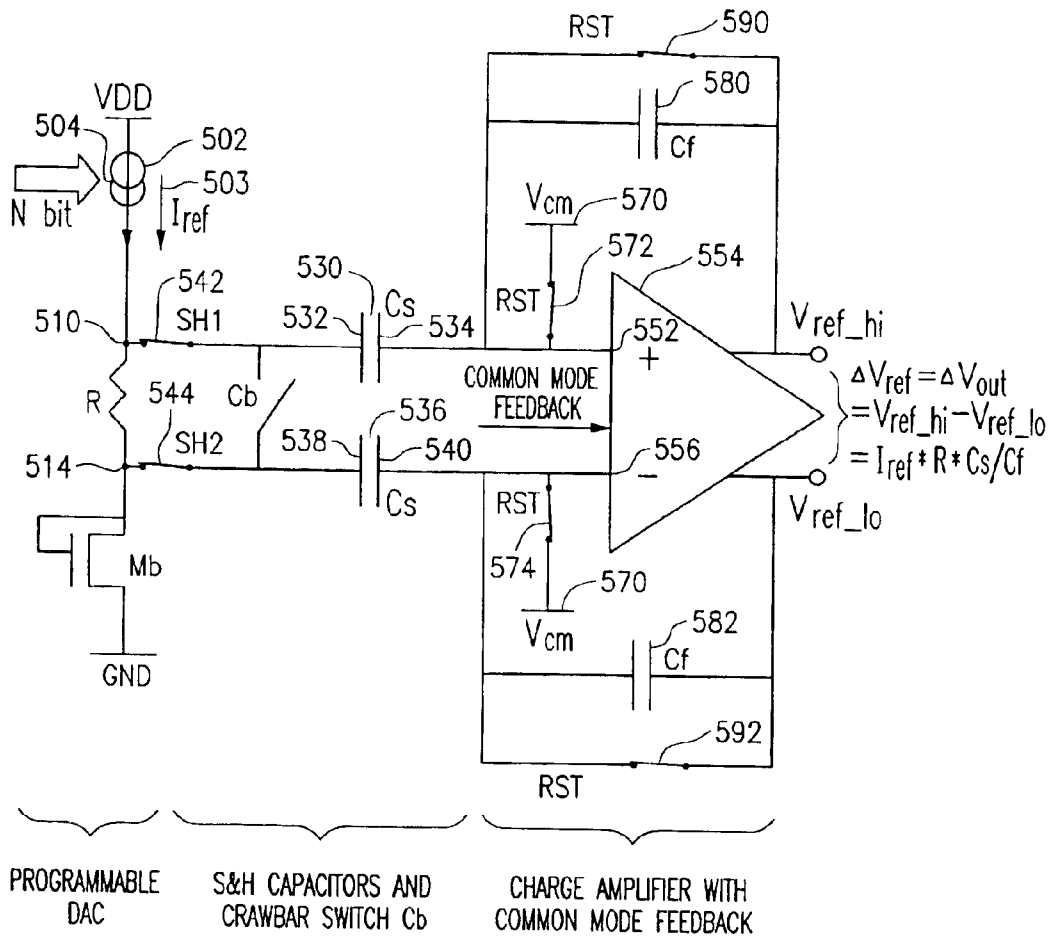 RST
590
580
Cf
VDD
504
502
503
N bit
Iref
Vcm
570
572
554
RST
542
530
Cs
510
SH1
532
534
552
+
Vref_hi
R
544
Cb
COMMON MODE
FEEDBACK
536
538
540
ΔVref = ΔVout
= Vref_hi - Vref_lo
= Iref * R * Cs/Cf
514
SH2
Cs
556
−
Vref_lo
RST
574
Mb
570
Vcm
582
Cf
GND
592
RST
PROGRAMMABLE
DAC
S&H CAPACITORS AND
CRAWBAR SWITCH Cb
CHARGE AMPLIFIER WITH
COMMON MODE FEEDBACK